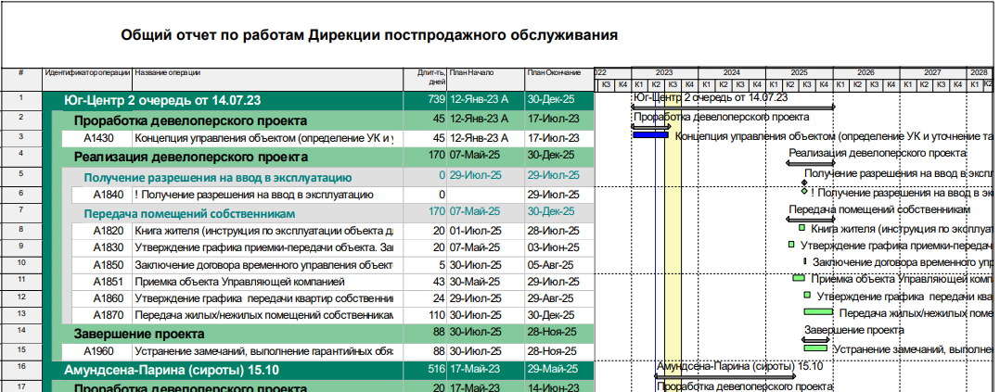 Общий отчет по работам Дирекции постпродажного обслуживания
# Идентификатор операции Название операции Длит-ть, дней План Начало План Окончание 022 2023 2024 2025 2026 2027 2028
К3 К4 К1 К2 К3 К4 К1 К2 К3 К4 К1 К2 К3 К4 К1 К2 К3 К4 К1 К2 К3 К4 К1 К2
1 Юг-Центр 2 очередь от 14.07.23 739 12-Янв-23 А 30-Дек-25 Юг-Центр 2 очередь от 14.07.23
2 Проработка девелоперского проекта 45 12-Янв-23 А 17-Июл-23 Проработка девелоперского проекта
3 A1430 Концепция управления объектом (определение УК и 45 12-Янв-23 А 17-Июл-23 Концепция управления объектом (определение УК и уточнение та
4 Реализация девелоперского проекта 170 07-Май-25 30-Дек-25 Реализация девелоперского проекта
5 Получение разрешения на ввод в эксплуатацию 0 29-Июл-25 29-Июл-25 Получение разрешения на ввод в эксп
6 A1840 ! Получение разрешения на ввод в эксплуатацию 0 29-Июл-25 ! Получение разрешения на ввод в эк
7 Передача помещений собственникам 170 07-Май-25 30-Дек-25 Передача помещений собственникам
8 A1820 Книга жителя (инструкция по эксплуатации объекта д 20 01-Июл-25 28-Июл-25 Книга жителя (инструкция по эксплуат
9 A1830 Утверждение графика приемки-передачи объекта. За 20 07-Май-25 03-Июн-25 Утверждение графика приемки-передач
10 A1850 Заключение договора временного управления объект 5 30-Июл-25 05-Авг-25 Заключение договора временного упр
11 A1851 Приемка объекта Управляющей компанией 43 30-Май-25 29-Июл-25 Приемка объекта Управляющей комп
12 A1860 Утверждение графика передачи квартир собственни 24 29-Июл-25 29-Авг-25 Утверждение графика передачи ква
13 A1870 Передача жилых/нежилых помещений собственникам 110 30-Июл-25 30-Дек-25 Передача жилых/нежилых поме
14 Завершение проекта 88 30-Июл-25 28-Ноя-25 Завершение проекта
15 A1960 Устранение замечаний, выполнение гарантийных обя 88 30-Июл-25 28-Ноя-25 Устранение замечаний, выполне
16 Амундсена-Парина (сироты) 15.10 516 17-Май-23 29-Май-25 Амундсена-Парина (сироты) 15.10
17 Проработка девелоперского проекта 20 17-Май-23 14-Июн-23 Проработка девелоперского проекта